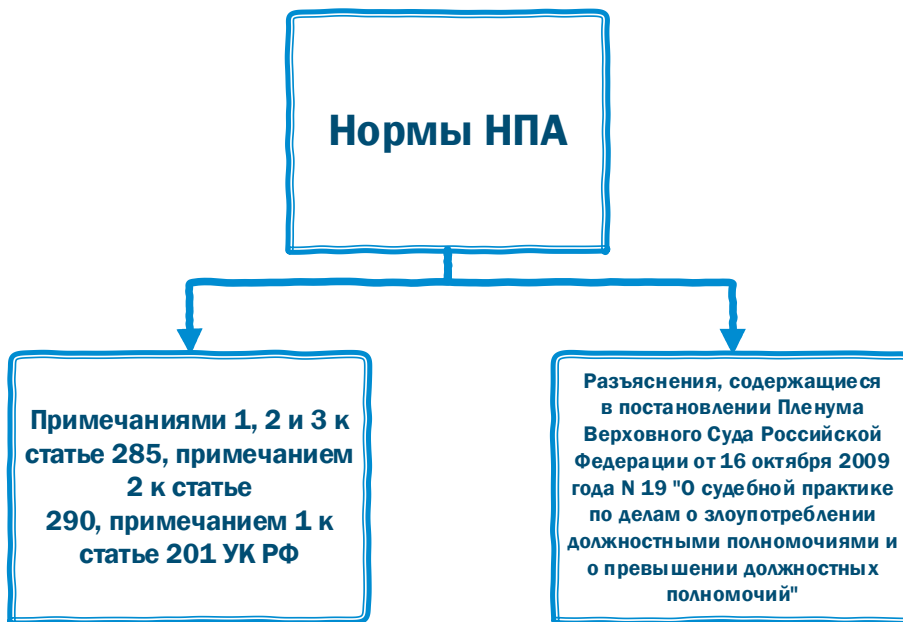 Нормы НПА
Примечаниями 1, 2 и 3 к
статье 285, примечанием
2 к статье
290, примечанием 1 к
статье 201 УК РФ
Разъяснения, содержащиеся
в постановлении Пленума
Верховного Суда Российской
Федерации от 16 октября 2009
года N 19 "О судебной практике
по делам о злоупотреблении
должностными полномочиями и
о превышении должностных
полномочий"